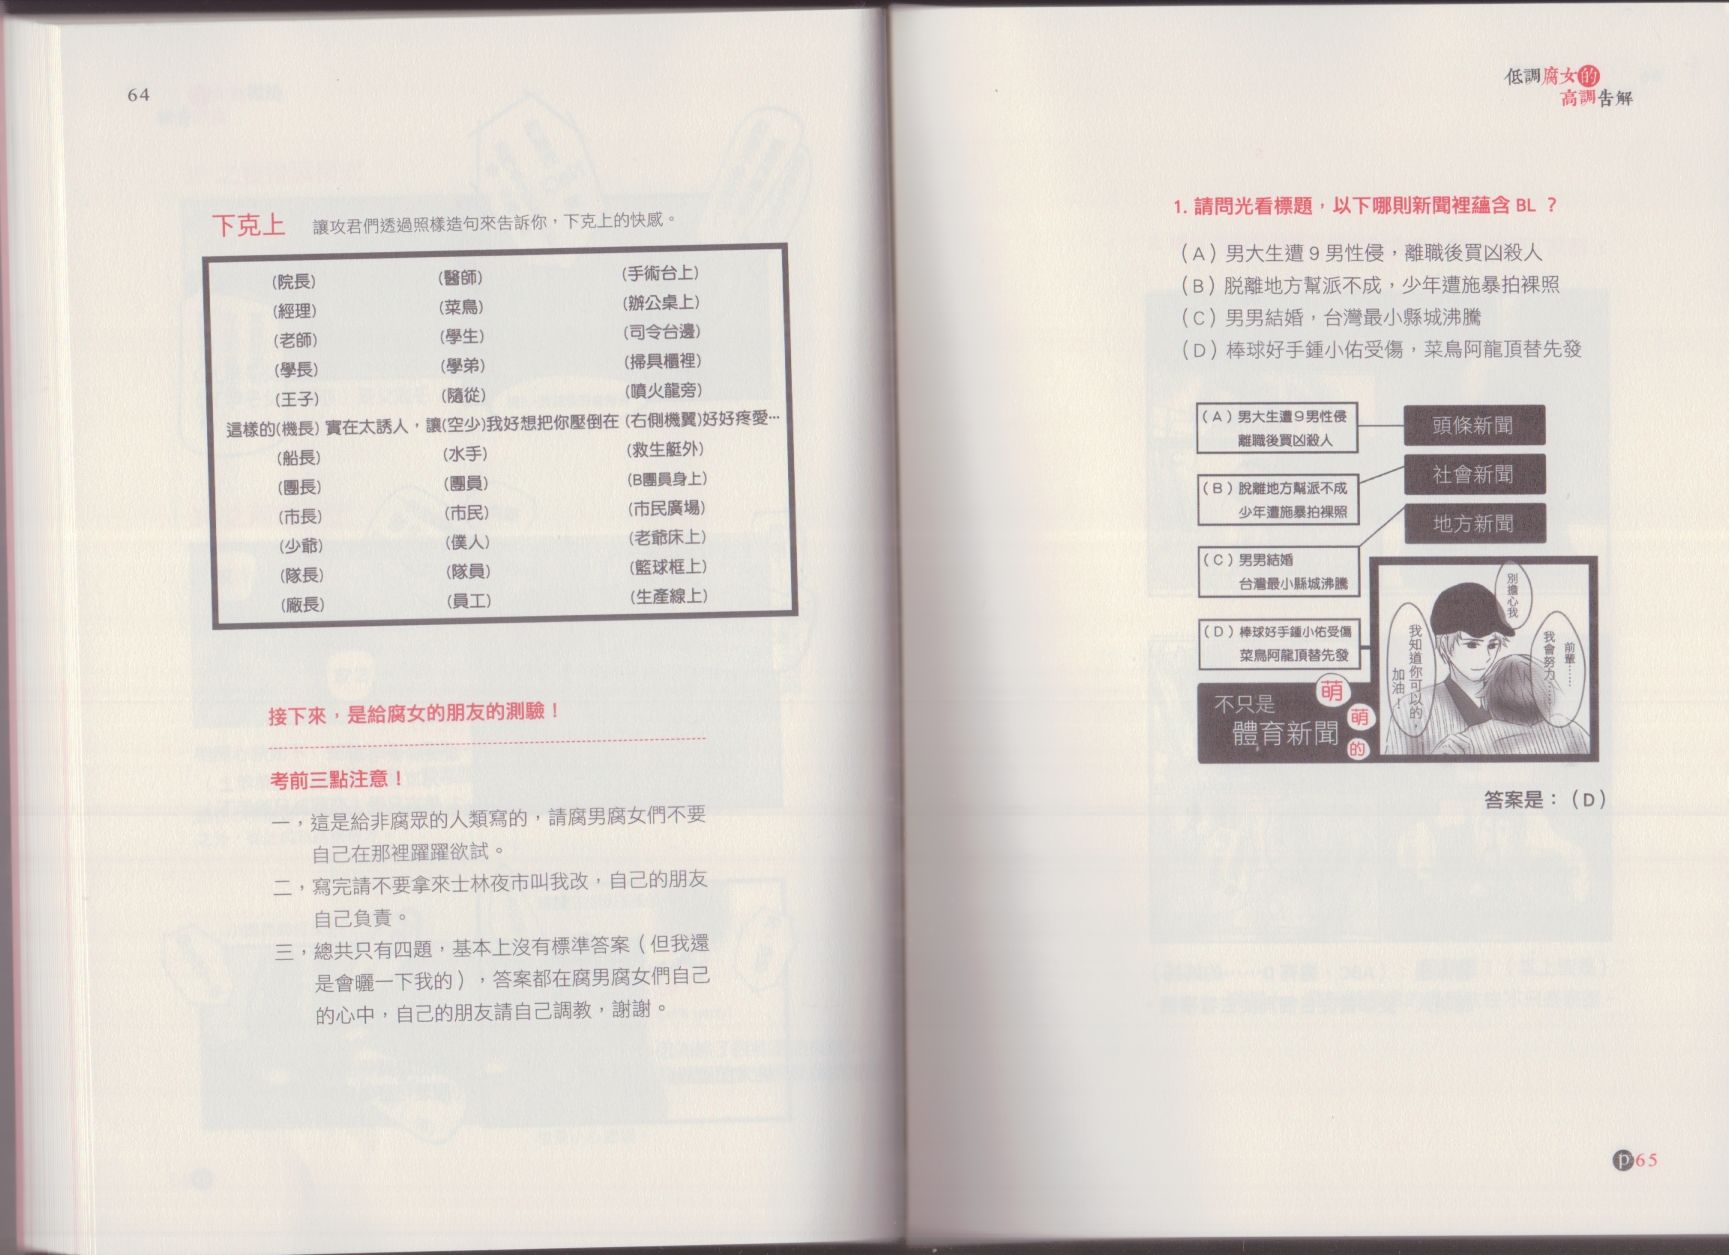 64
下克上 讓攻君們透過照樣造句來告訴你，下克上的快感。
(院長) (醫師) (手術台上)
(經理) (菜鳥) (辦公桌上)
(老師) (學生) (司令台邊)
(學長) (學弟) (掃具櫃裡)
(王子) (隨從) (噴火龍旁)
這樣的(機長) 實在太誘人，讓(空少)我好想把你壓倒在 (右側機翼)好好疼愛…
(船長) (水手) (救生艇外)
(團長) (團員) (B團員身上)
(市長) (市民) (市民廣場)
(少爺) (僕人) (老爺床上)
(隊長) (隊員) (籃球框上)
(廠長) (員工) (生產線上)
接下來，是給腐女的朋友的測驗！
考前三點注意！
一，這是給非腐眾的人類寫的，請腐男腐女們不要
自己在那裡躍躍欲試。
二，寫完請不要拿來士林夜市叫我改，自己的朋友
自己負責。
三，總共只有四題，基本上沒有標準答案（但我還
是會曬一下我的），答案都在腐男腐女們自己
的心中，自己的朋友請自己調教，謝謝。
低調腐女的
高調告解
1. 請問光看標題，以下哪則新聞裡蘊含 BL ？
（A）男大生遭 9 男性侵，離職後買凶殺人
（B）脫離地方幫派不成，少年遭施暴拍裸照
（C）男男結婚，台灣最小縣城沸騰
（D）棒球好手鍾小佑受傷，菜鳥阿龍頂替先發
（A）男大生遭9男性侵
離職後買凶殺人
頭條新聞
（B）脫離地方幫派不成
少年遭施暴拍裸照
社會新聞
地方新聞
（C）男男結婚
台灣最小縣城沸騰
（D）棒球好手鍾小佑受傷
菜鳥阿龍頂替先發
不只是
體育新聞
萌
萌
的
前輩……
我會努力……
別擔心我
我知道你可以的，
加油！
答案是：（D）
p65